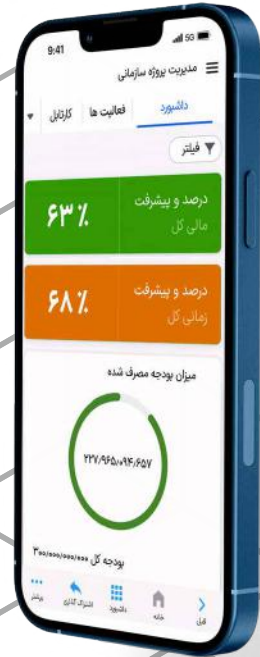 9:41 5G
مدیریت پروژه سازمانی
داشبورد فعالیت ها کارتابل
فیلتر
درصد و پیشرفت
مالی کل
۶۳ ٪
درصد و پیشرفت
زمانی کل
۶۸ ٪
میزان بودجه مصرف شده
۲۲۷/۹۶۵/۰۹۴/۶۵۷
بودجه کل ۳۰۰/۰۰۰/۰۰۰/۰۰۰
قبلی خانه داشبورد اشتراک گذاری بیشتر